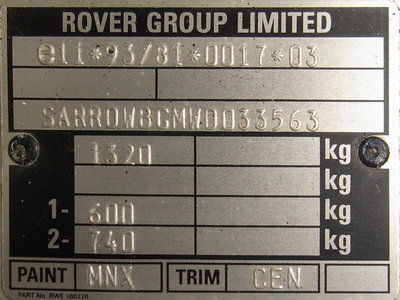 ROVER GROUP LIMITED
e11*93/81*0017*03
SARRDWBGMWD033563
1320 kg
kg
1- 600 kg
2- 740 kg
PAINT MNX TRIM CEN
PART No. RWE 100220